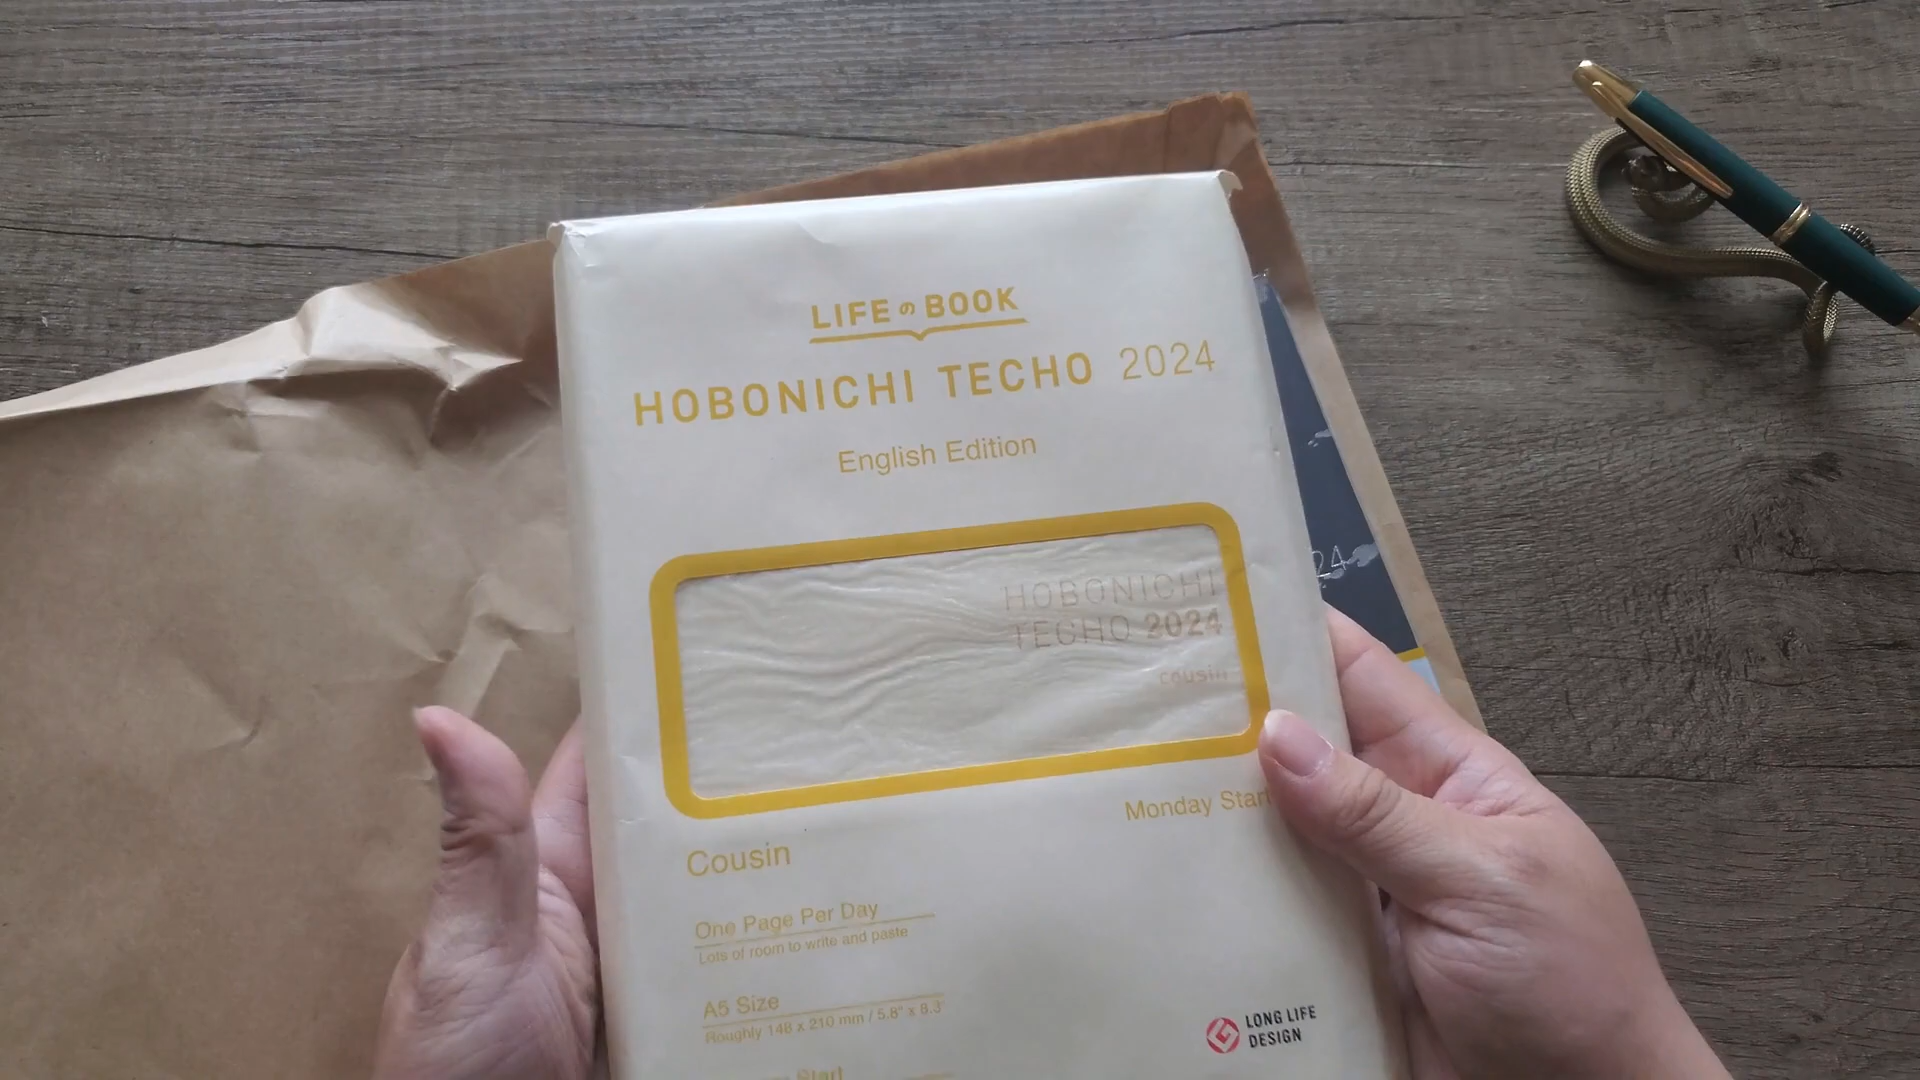 LIFEのBOOK
HOBONICHI TECHO 2024
English Edition
HOBONICHI
TECHO 2024
cousin
24
Monday Start
Cousin
One Page Per Day
Lots of room to write and paste
A5 Size
Roughly 148 x 210 mm / 5.8" x 8.3"
Start
LONG LIFE
DESIGN